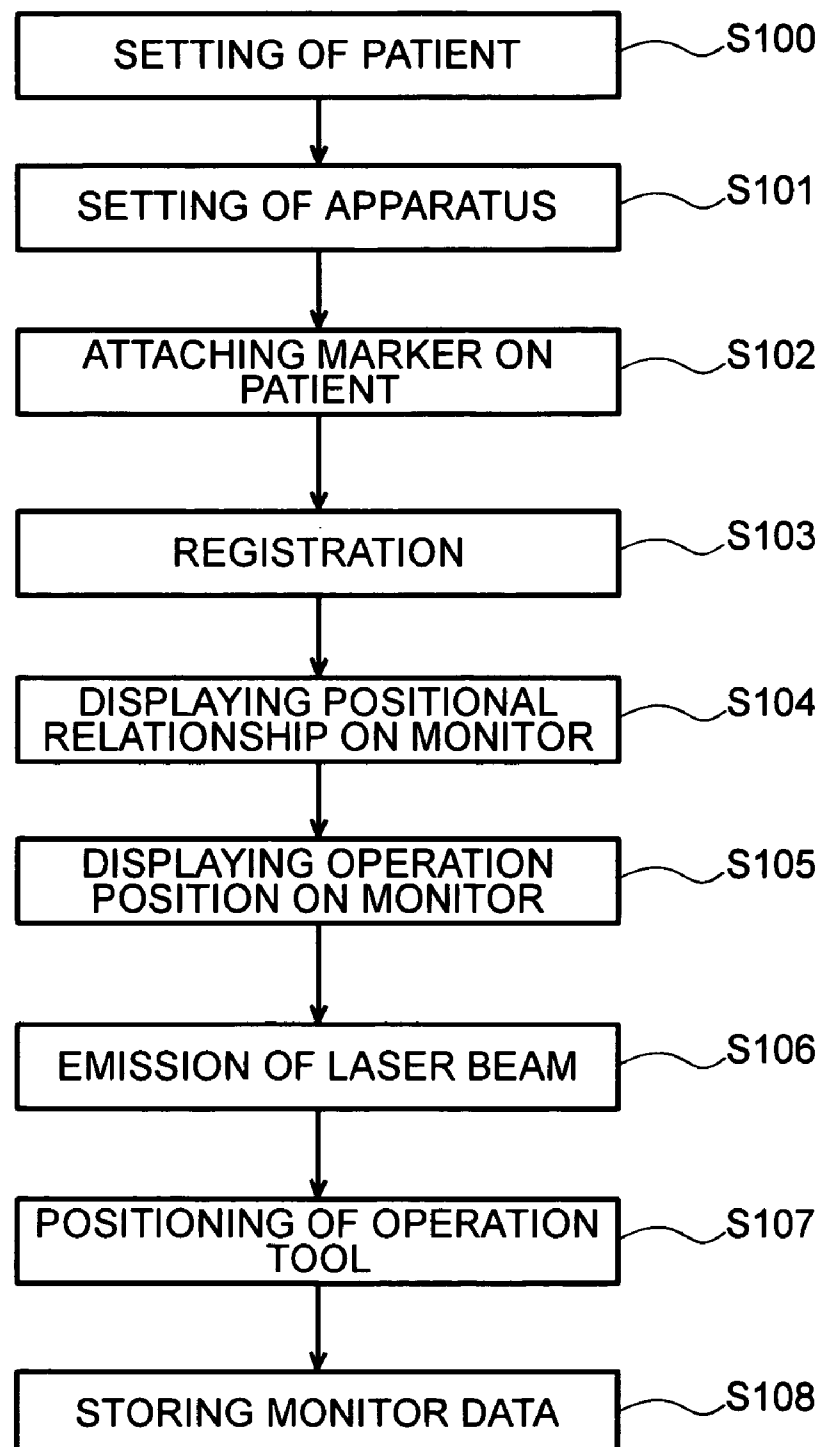 SETTING OF PATIENT
S100
SETTING OF APPARATUS
S101
ATTACHING MARKER ON
PATIENT
S102
REGISTRATION
S103
DISPLAYING POSITIONAL
RELATIONSHIP ON MONITOR
S104
DISPLAYING OPERATION
POSITION ON MONITOR
S105
EMISSION OF LASER BEAM
S106
POSITIONING OF OPERATION
TOOL
S107
STORING MONITOR DATA
S108